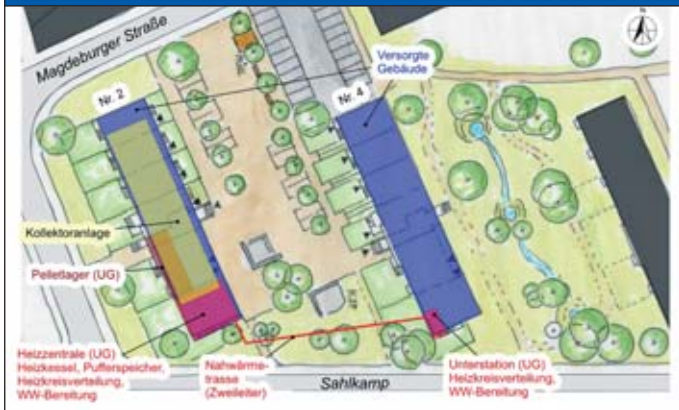 Magdeburger Straße
Nr. 2
Nr. 4
Versorgte
Gebäude
Kollektoranlage
Pelletlager (UG)
Heizzentrale (UG)
Heizkessel, Pufferspeicher,
Heizkreisverteilung,
WW-Bereitung
Nahwärme-
trasse
(Zweileiter)
Sahlkamp
Unterstation (UG)
Heizkreisverteilung,
WW-Bereitung